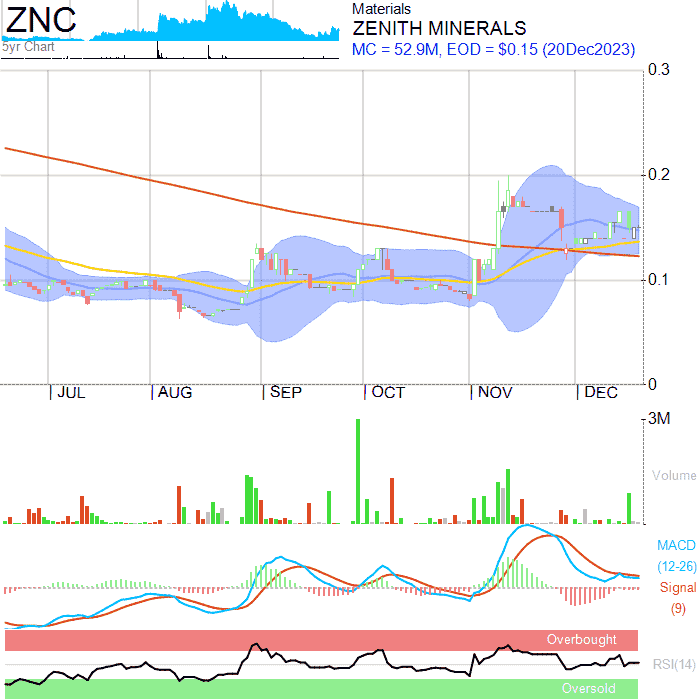 ZNC
5yr Chart
Materials
ZENITH MINERALS
MC = 52.9M, EOD = $0.15 (20Dec2023)
0.3
0.2
0.1
0
JUL
AUG
SEP
OCT
NOV
DEC
3M
Volume
MACD
(12-26)
Signal
(9)
Overbought
RSI(14)
Oversold